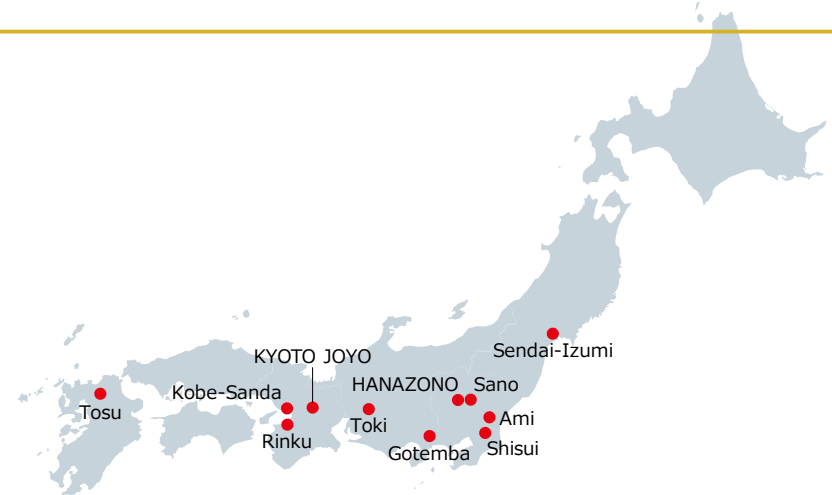 Sendai-Izumi
KYOTO JOYO
HANAZONO
Sano
Kobe-Sanda
Tosu
Ami
Toki
Rinku
Shisui
Gotemba